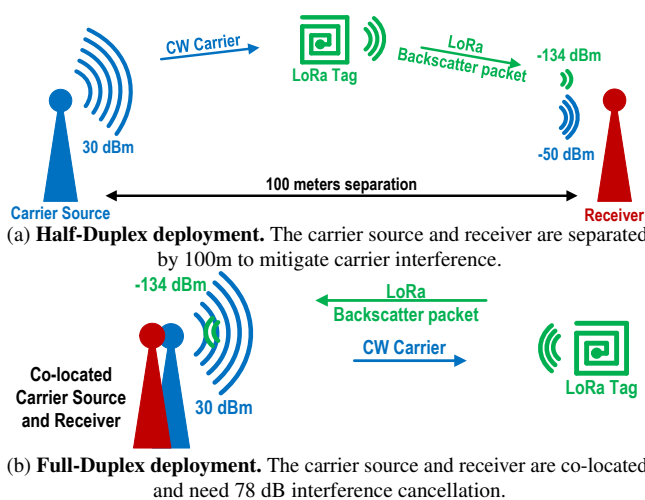 CW Carrier
LoRa
Backscatter packet
-134 dBm
LoRa Tag
30 dBm
-50 dBm
100 meters separation
Carrier Source
Receiver
(a) Half-Duplex deployment. The carrier source and receiver are separated
by 100m to mitigate carrier interference.
-134 dBm
LoRa
Backscatter packet
CW Carrier
Co-located
Carrier Source
and Receiver
30 dBm
LoRa Tag
(b) Full-Duplex deployment. The carrier source and receiver are co-located
and need 78 dB interference cancellation.